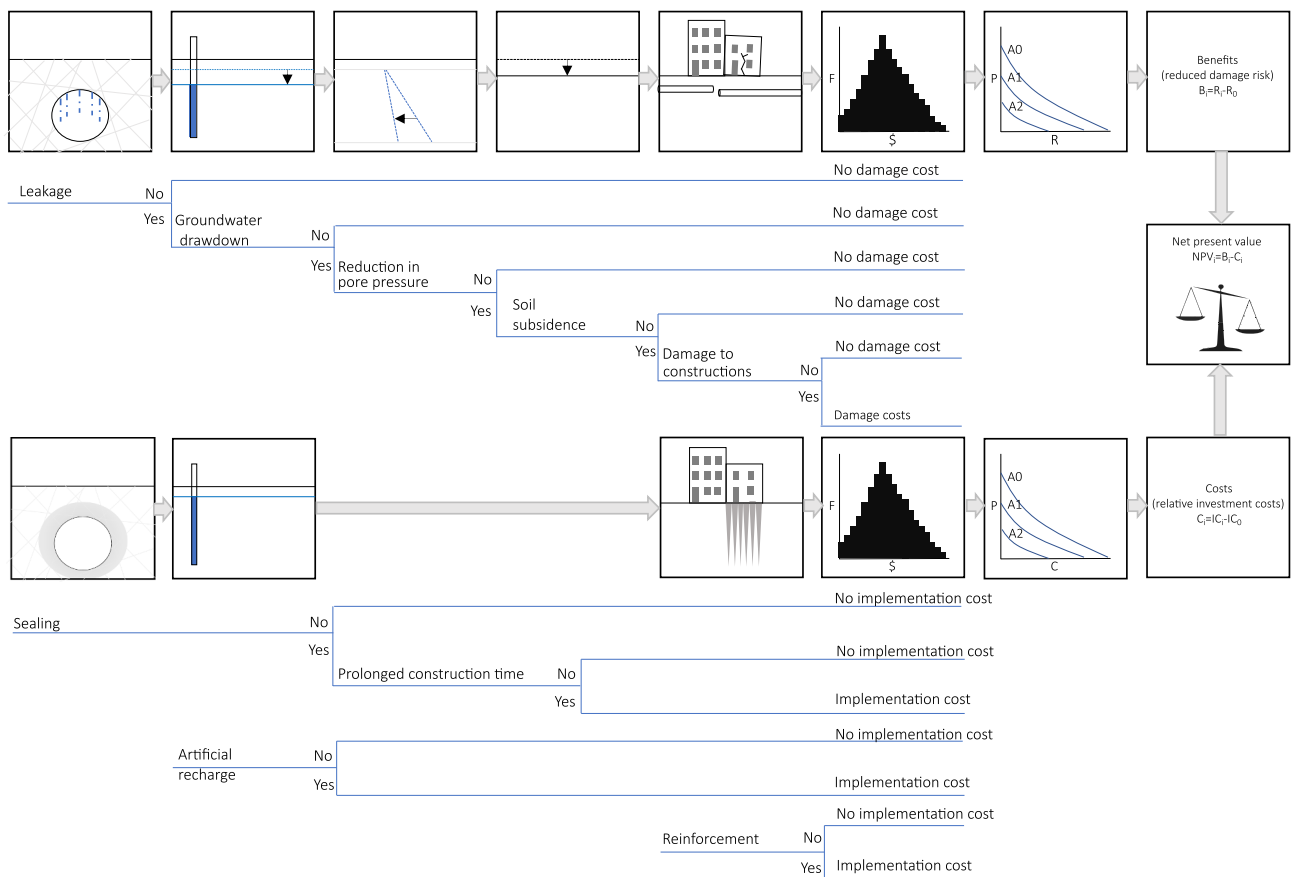 F
$
P
A0
A1
A2
R
Benefits
(reduced damage risk)
Bi=Ri-R0
Leakage
No
Yes
No damage cost
Groundwater
drawdown
No
Yes
No damage cost
Reduction in
pore pressure
No
Yes
No damage cost
Soil
subsidence
No
Yes
No damage cost
Damage to
constructions
No
Yes
No damage cost
Damage costs
Net present value
NPVi=Bi-Ci
F
$
P
A0
A1
A2
C
Costs
(relative investment costs)
Ci=ICi-IC0
Sealing
No
Yes
No implementation cost
Prolonged construction time
No
Yes
No implementation cost
Implementation cost
Artificial
recharge
No
Yes
No implementation cost
Implementation cost
Reinforcement
No
Yes
No implementation cost
Implementation cost